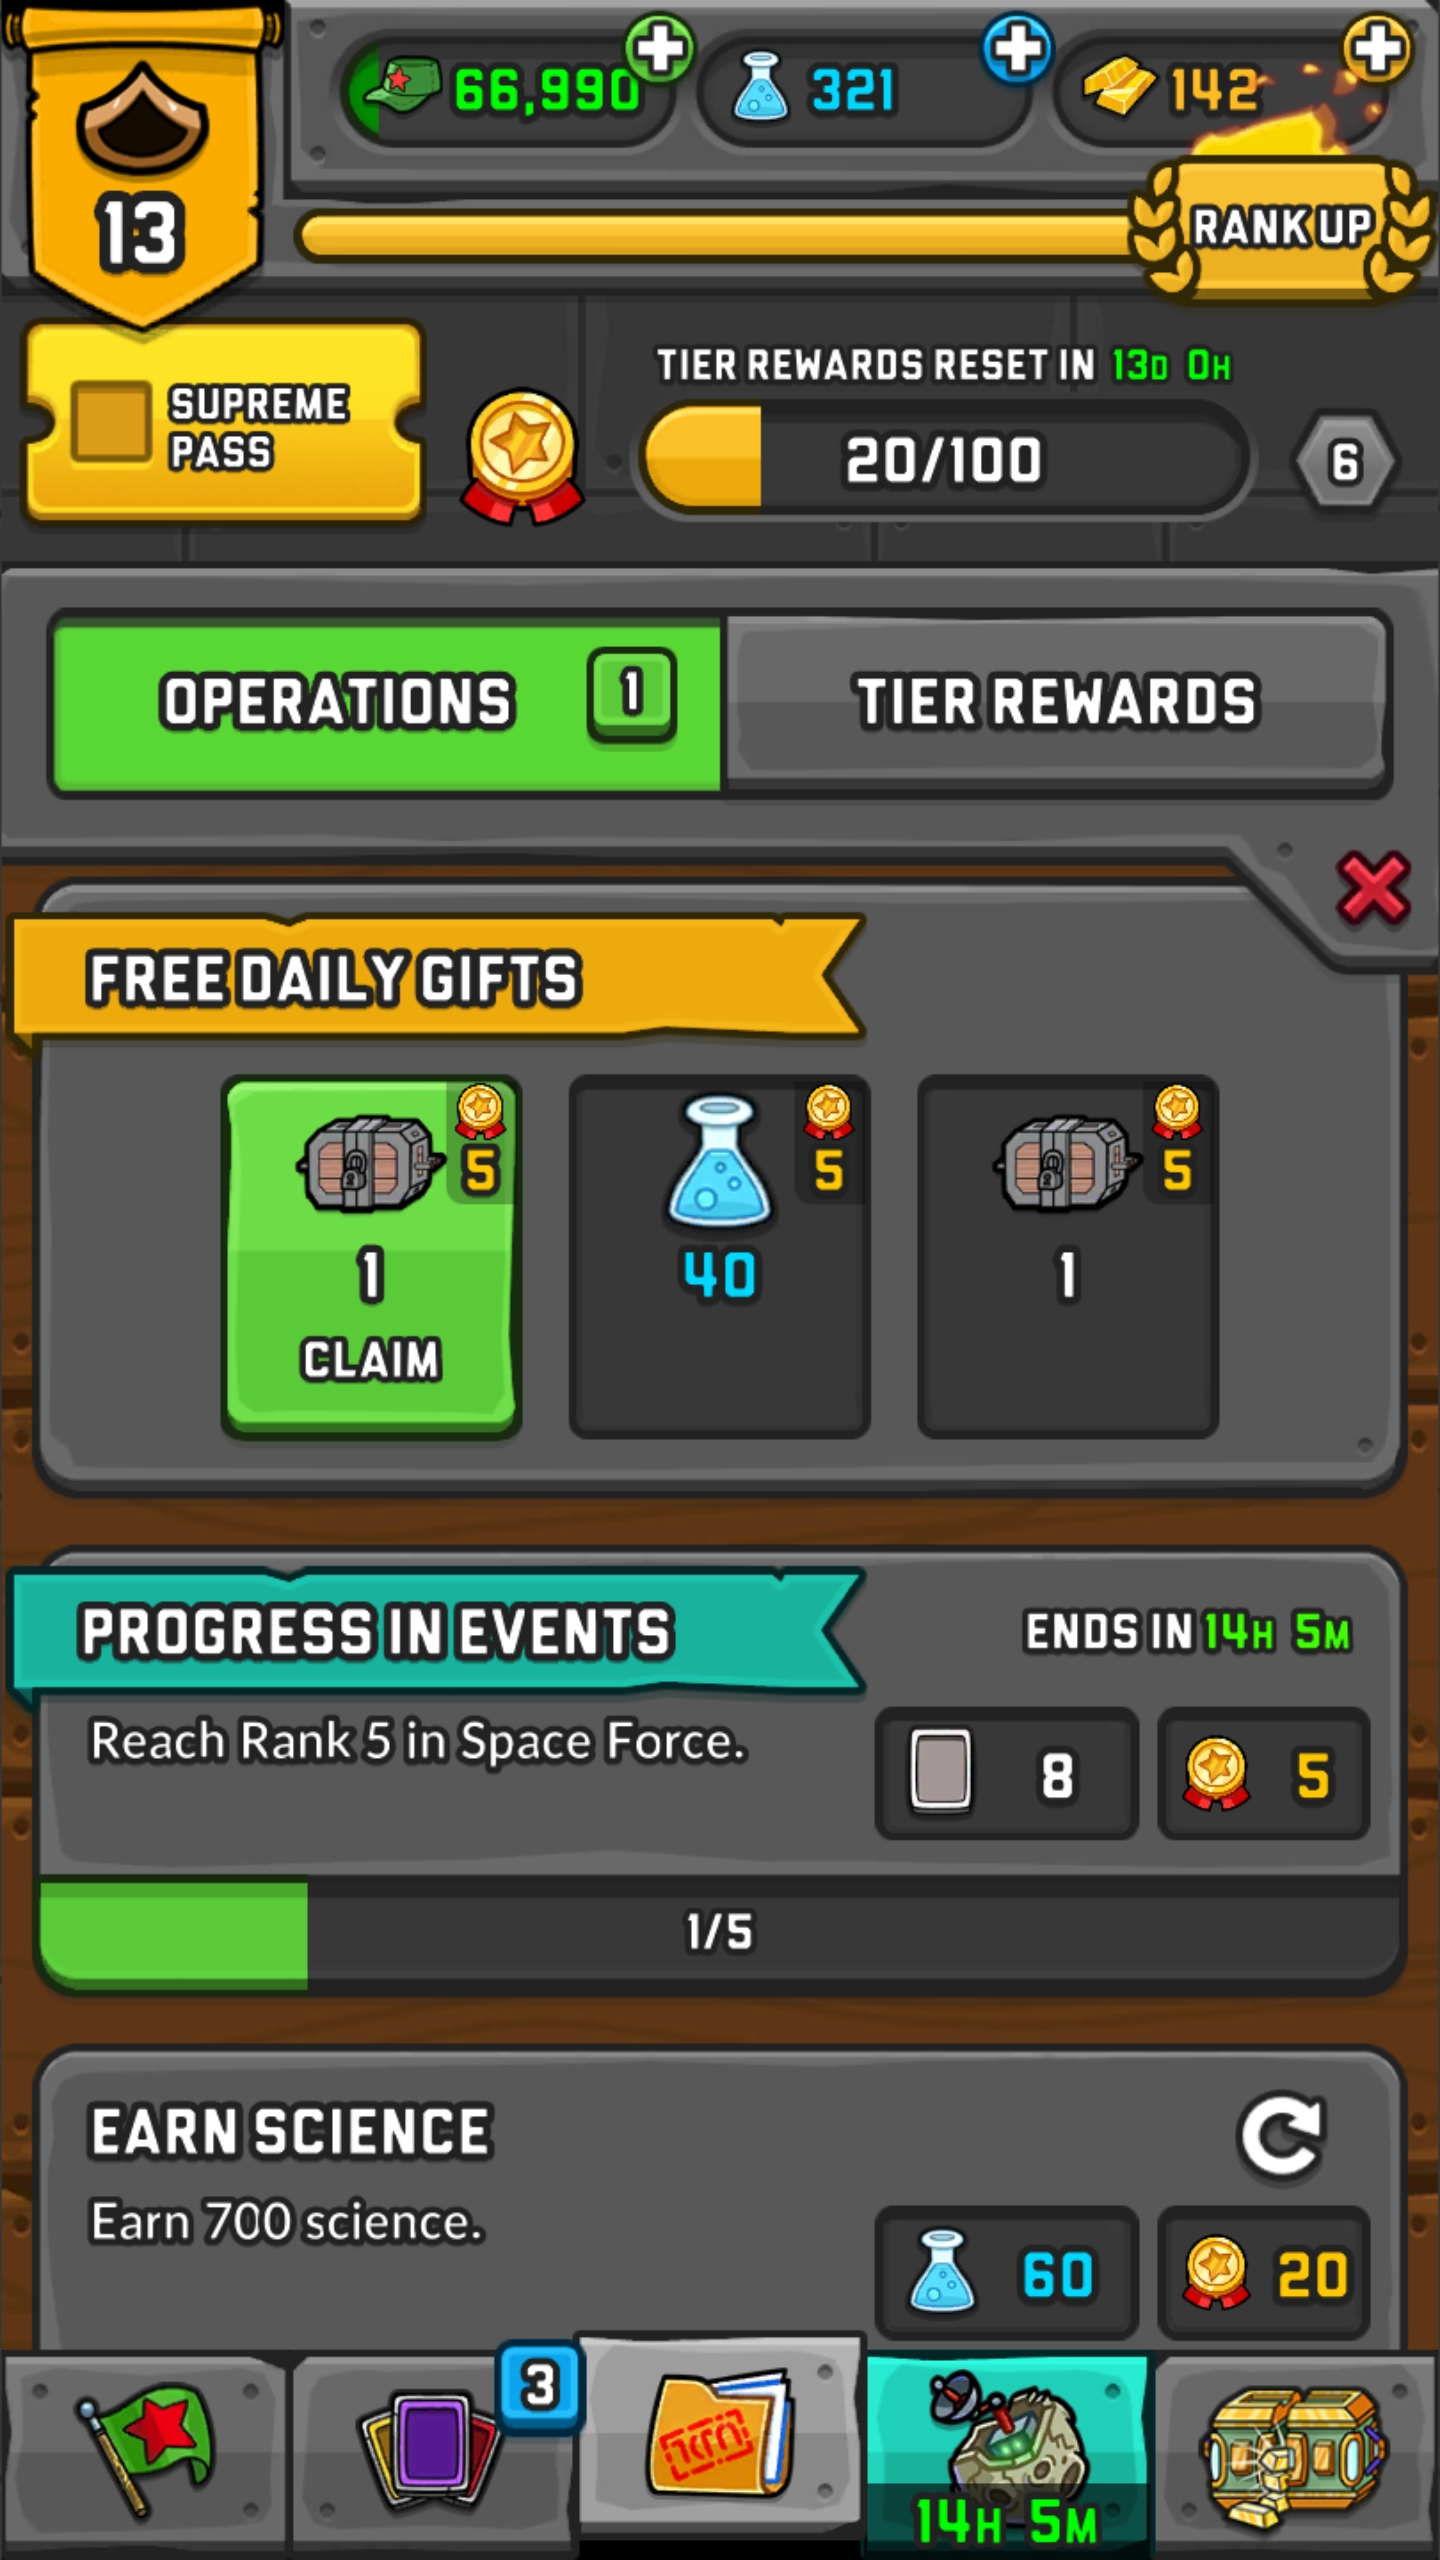 66,990
321
142
13
RANK UP
TIER REWARDS RESET IN 13D 0H
SUPREME
PASS
20/100
6
OPERATIONS
1
TIER REWARDS
FREE DAILY GIFTS
5
5
5
1
40
1
CLAIM
PROGRESS IN EVENTS
ENDS IN 14H 5M
Reach Rank 5 in Space Force.
8
5
1/5
EARN SCIENCE
Earn 700 science.
60
20
3
14H 5M